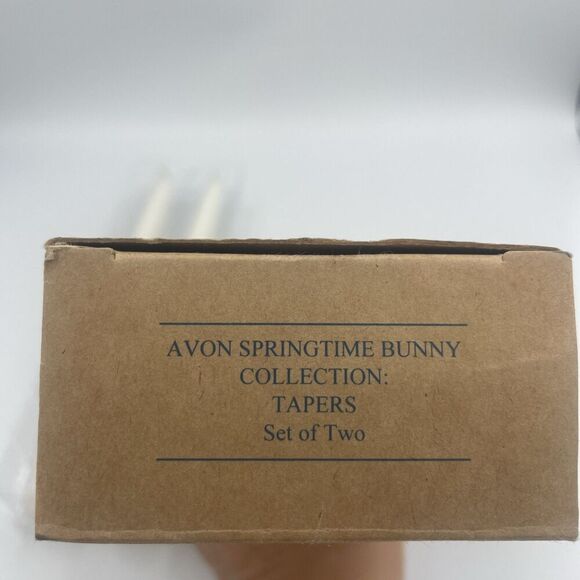 AVON SPRINGTIME BUNNY
COLLECTION:
TAPERS
Set of Two